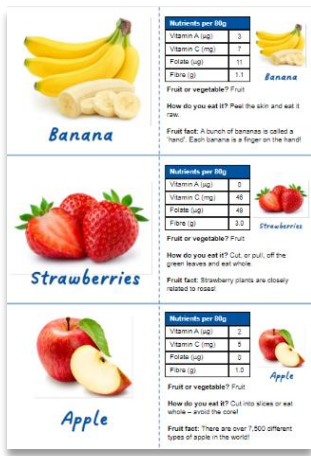 Banana
Nutrients per 80g
Vitamin A (ug) 3
Vitamin C (mg) 7
Folate (ug) 11
Fibre (g) 1.1
Banana
Fruit or vegetable? Fruit
How do you eat it? Peel the skin and eat it
raw.
Fruit fact: A bunch of bananas is called a
'hand'. Each banana is a finger on the hand!
Strawberries
Nutrients per 80g
Vitamin A (ug) 0
Vitamin C (mg) 46
Folate (ug) 49
Fibre (g) 3.0
Strawberries
Fruit or vegetable? Fruit
How do you eat it? Cut, or pull, off the
green leaves and eat whole.
Fruit fact: Strawberry plants are closely
related to roses!
Apple
Nutrients per 80g
Vitamin A (ug) 2
Vitamin C (mg) 5
Folate (ug) 0
Fibre (g) 1.0
Apple
Fruit or vegetable? Fruit
How do you eat it? Cut into slices or eat
whole – avoid the core!
Fruit fact: There are over 7,500 different
types of apple in the world!